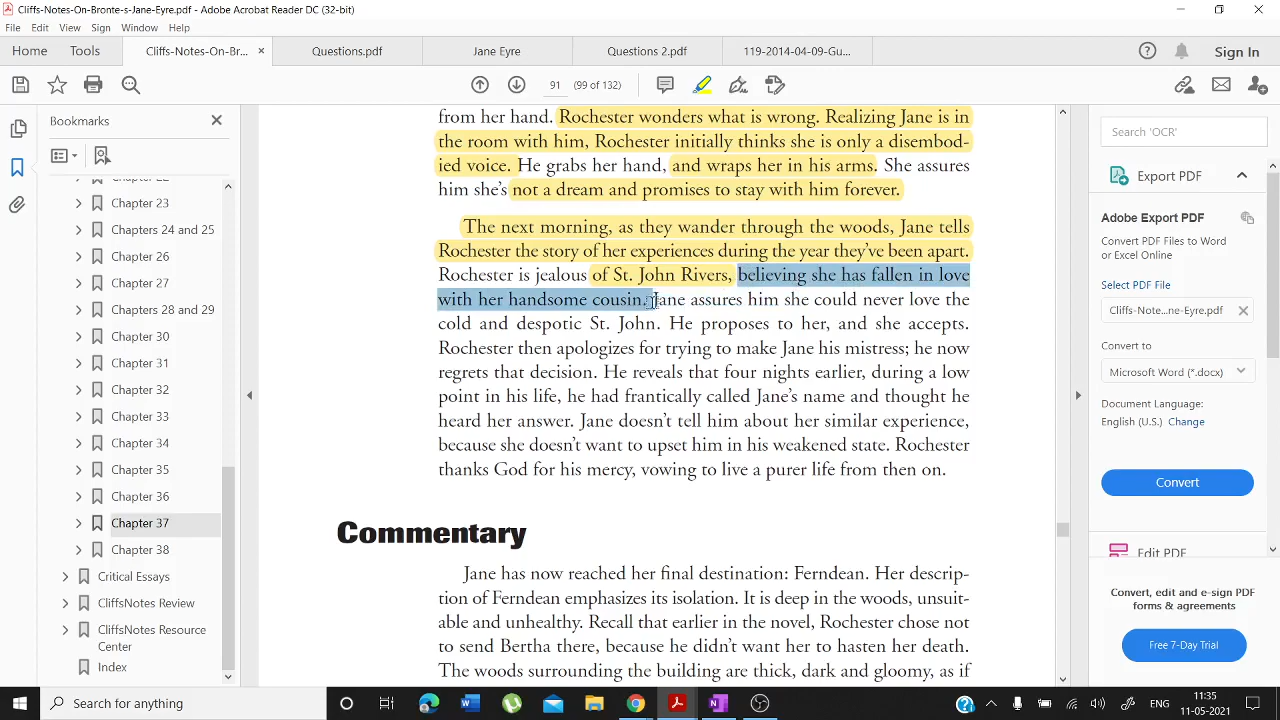 Cliffs-Notes-On-Bronte-s-Jane-Eyre.pdf - Adobe Acrobat Reader DC (32-bit)
File Edit View Sign Window Help
Home Tools Cliffs-Notes-On-Br... × Questions.pdf Jane Eyre Questions 2.pdf 119-2014-04-09-Gu... Sign In
91 (99 of 132)
Bookmarks
Chapter 22
Chapter 23
Chapters 24 and 25
Chapter 26
Chapter 27
Chapters 28 and 29
Chapter 30
Chapter 31
Chapter 32
Chapter 33
Chapter 34
Chapter 35
Chapter 36
Chapter 37
Chapter 38
Critical Essays
CliffsNotes Review
CliffsNotes Resource
Center
Index
from her hand. Rochester wonders what is wrong. Realizing Jane is in
the room with him, Rochester initially thinks she is only a disembod-
ied voice. He grabs her hand, and wraps her in his arms. She assures
him she's not a dream and promises to stay with him forever.
The next morning, as they wander through the woods, Jane tells
Rochester the story of her experiences during the year they've been apart.
Rochester is jealous of St. John Rivers, believing she has fallen in love
with her handsome cousin. Jane assures him she could never love the
cold and despotic St. John. He proposes to her, and she accepts.
Rochester then apologizes for trying to make Jane his mistress; he now
regrets that decision. He reveals that four nights earlier, during a low
point in his life, he had frantically called Jane's name and thought he
heard her answer. Jane doesn't tell him about her similar experience,
because she doesn't want to upset him in his weakened state. Rochester
thanks God for his mercy, vowing to live a purer life from then on.
Commentary
Jane has now reached her final destination: Ferndean. Her descrip-
tion of Ferndean emphasizes its isolation. It is deep in the woods, unsuit-
able and unhealthy. Recall that earlier in the novel, Rochester chose not
to send Bertha there, because he didn't want her to hasten her death.
The woods surrounding the building are thick, dark and gloomy, as if
Search 'OCR'
Export PDF
Adobe Export PDF
Convert PDF Files to Word
or Excel Online
Select PDF File
Cliffs-Note...ne-Eyre.pdf
Convert to
Microsoft Word (*.docx)
Document Language:
English (U.S.) Change
Convert
Edit PDF
Convert, edit and e-sign PDF
forms & agreements
Free 7-Day Trial
Search for anything
ENG
11:35
11-05-2021